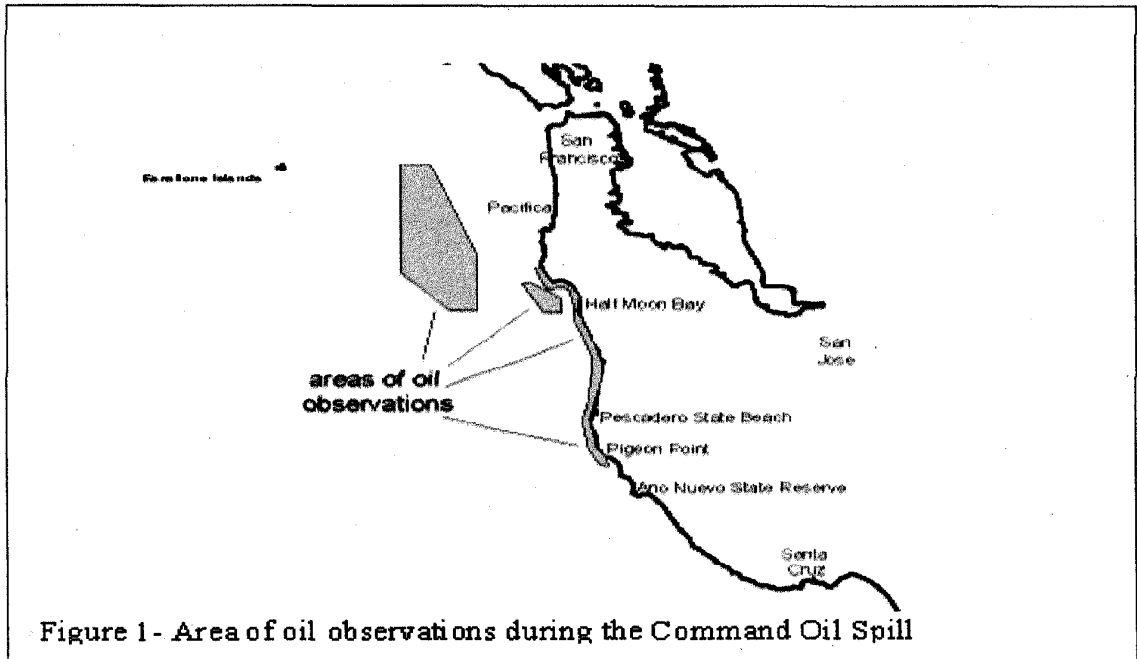 San
Francisco
Farallone Islands
Pacifica
Half Moon Bay
San
Jose
areas of oil
observations
Pescadero State Beach
Pigeon Point
Ano Nuevo State Reserve
Santa
Cruz
Figure 1- Area of oil observations during the Command Oil Spill